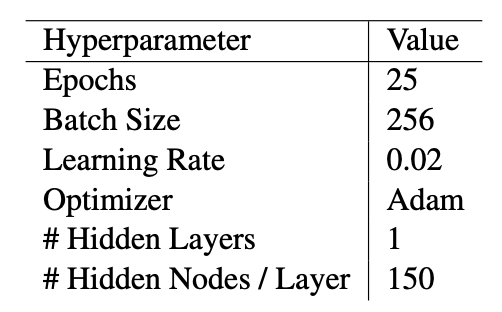 Hyperparameter Value
Epochs 25
Batch Size 256
Learning Rate 0.02
Optimizer Adam
# Hidden Layers 1
# Hidden Nodes / Layer 150